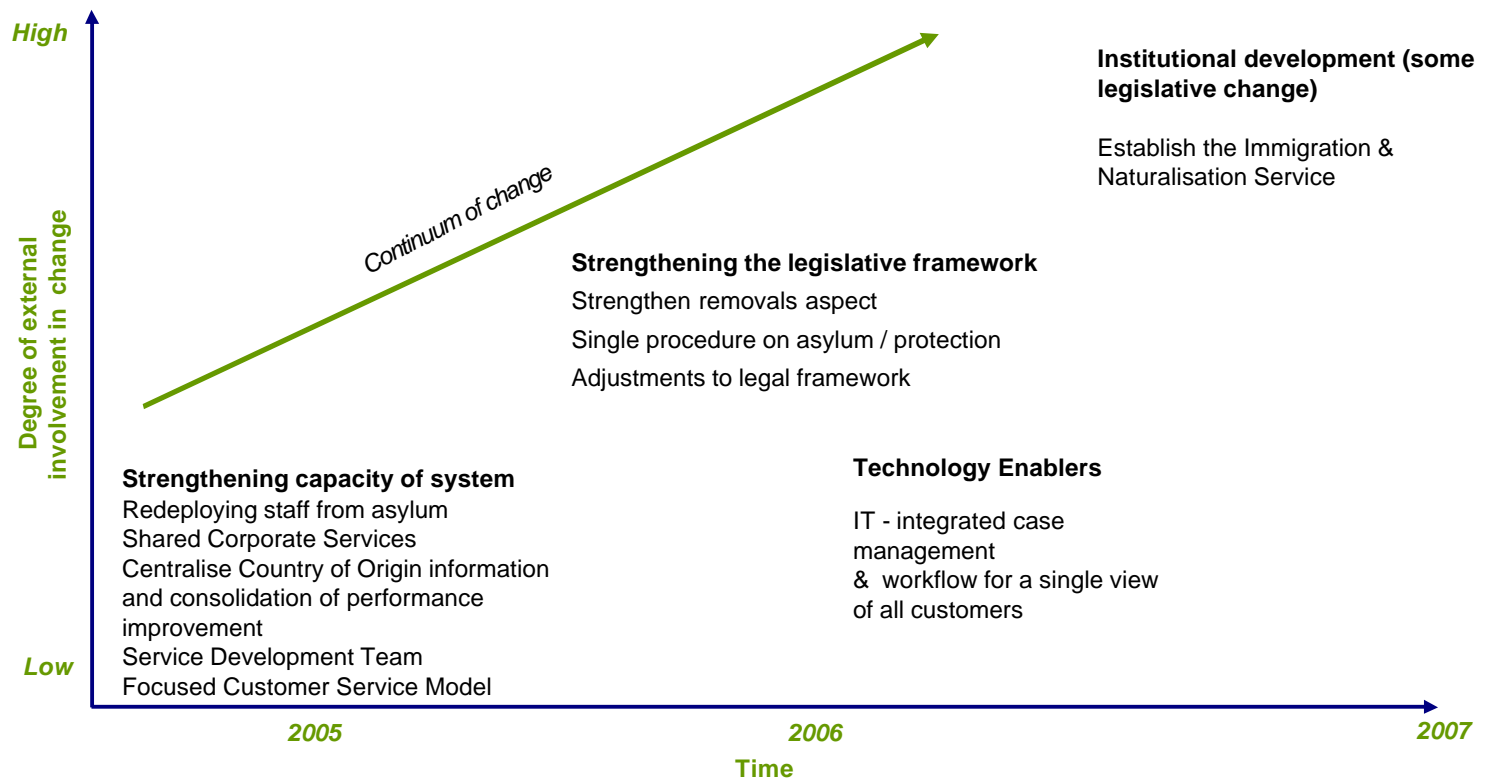 High
Institutional development (some
legislative change)
Establish the Immigration &
Naturalisation Service
Continuum of change
Degree of external
involvement in change
Strengthening the legislative framework
Strengthen removals aspect
Single procedure on asylum / protection
Adjustments to legal framework
Strengthening capacity of system
Redeploying staff from asylum
Shared Corporate Services
Centralise Country of Origin information
and consolidation of performance
improvement
Service Development Team
Focused Customer Service Model
Technology Enablers
IT - integrated case
management
& workflow for a single view
of all customers
Low
2005
2006
2007
Time